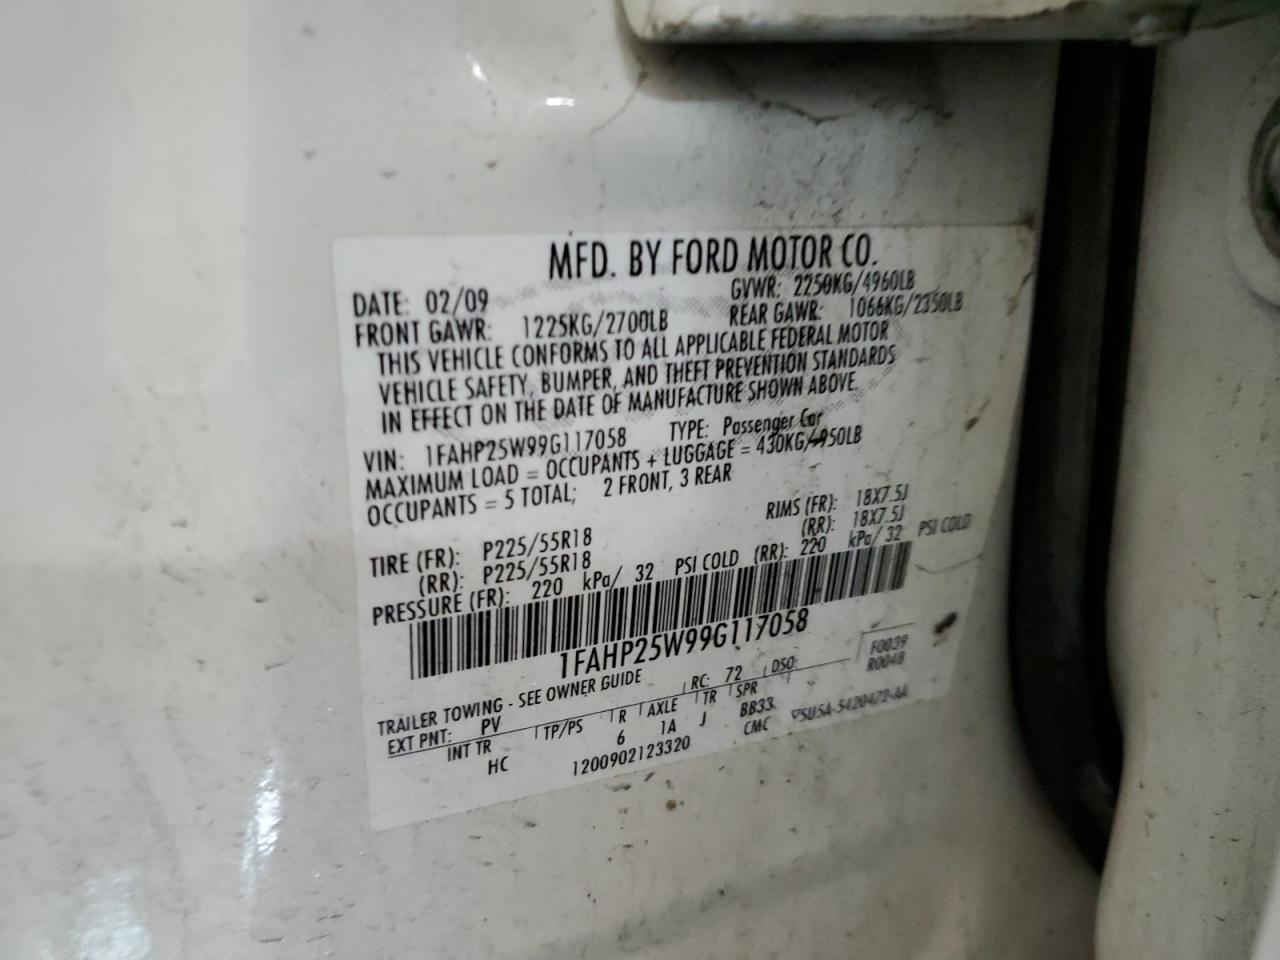 MFD. BY FORD MOTOR CO.
DATE: 02/09 GVWR: 2250KG/4960LB
FRONT GAWR: 1225KG/2700LB REAR GAWR: 1066KG/2350LB
THIS VEHICLE CONFORMS TO ALL APPLICABLE FEDERAL MOTOR
VEHICLE SAFETY, BUMPER, AND THEFT PREVENTION STANDARDS
IN EFFECT ON THE DATE OF MANUFACTURE SHOWN ABOVE.
VIN: 1FAHP25W99G117058 TYPE: Passenger Car
MAXIMUM LOAD = OCCUPANTS + LUGGAGE = 430KG/950LB
OCCUPANTS = 5 TOTAL; 2 FRONT, 3 REAR
TIRE (FR): P225/55R18 RIMS (FR): 18X7.5J
(RR): P225/55R18 (RR): 18X7.5J
PRESSURE (FR): 220 kPa/ 32 PSI COLD (RR): 220 kPa/ 32 PSI COLD
1FAHP25W99G117058
TRAILER TOWING - SEE OWNER GUIDE F0039
EXT PNT: PV RC: 72 DSO: R0048
INT TR TP/PS R AXLE TR SPR
HC 6 1A J BB33
1200902123320 CMC 5U5A-5420472-AA